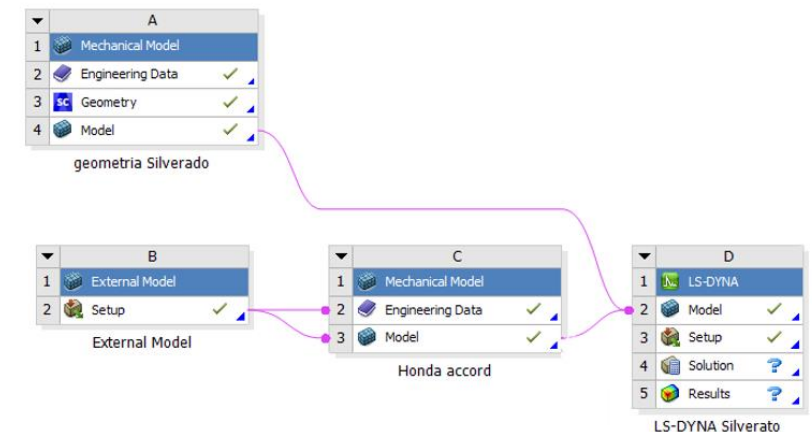 A
1 Mechanical Model
2 Engineering Data
3 SC Geometry
4 Model
geometria Silverado
B
1 External Model
2 Setup
External Model
C
1 Mechanical Model
2 Engineering Data
3 Model
Honda accord
D
1 LS-DYNA
2 Model
3 Setup
4 Solution ?
5 Results ?
LS-DYNA Silverato